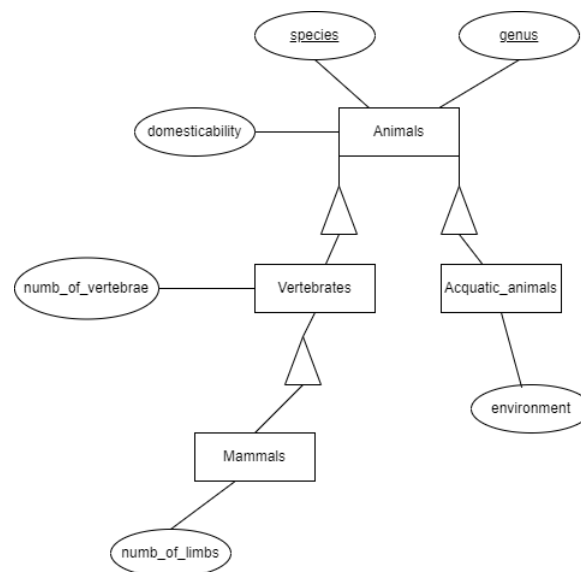 species
genus
domesticability
Animals
numb_of_vertebrae
Vertebrates
Acquatic_animals
environment
Mammals
numb_of_limbs